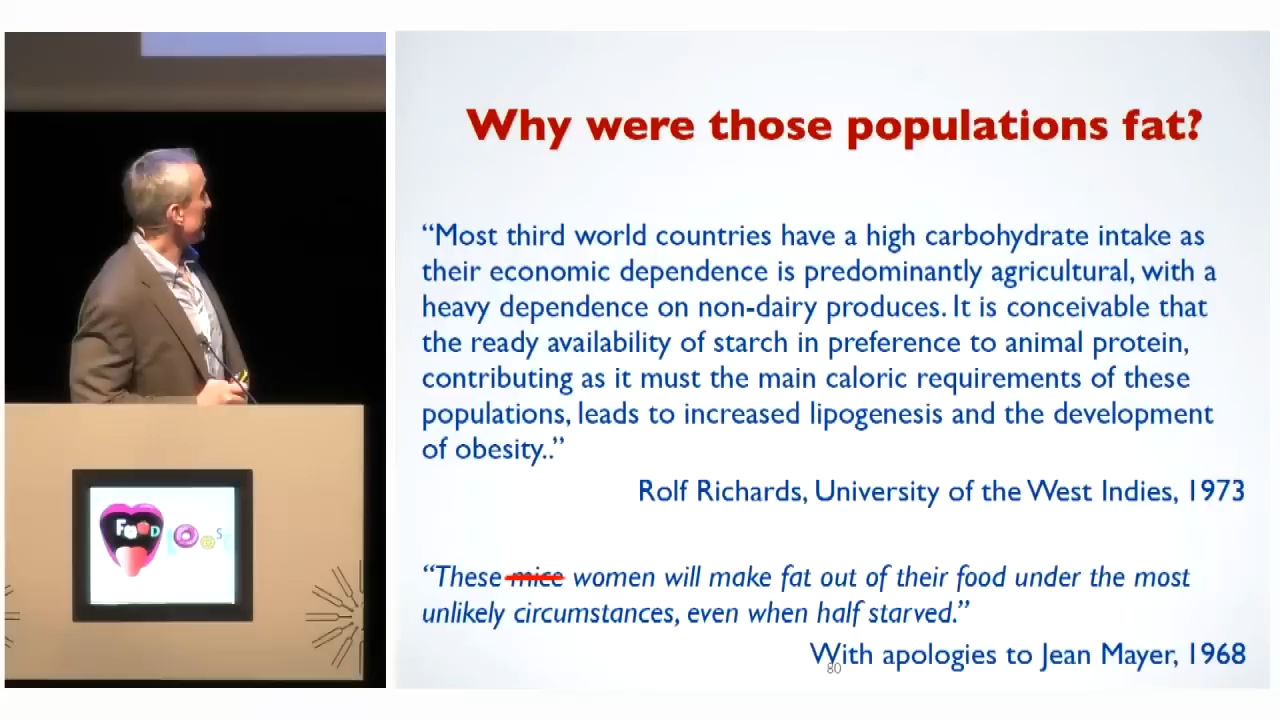 Why were those populations fat?
“Most third world countries have a high carbohydrate intake as
their economic dependence is predominantly agricultural, with a
heavy dependence on non-dairy produces. It is conceivable that
the ready availability of starch in preference to animal protein,
contributing as it must the main caloric requirements of these
populations, leads to increased lipogenesis and the development
of obesity..”
Rolf Richards, University of the West Indies, 1973
“These mice women will make fat out of their food under the most
unlikely circumstances, even when half starved.”
With apologies to Jean Mayer, 1968
80
FooD